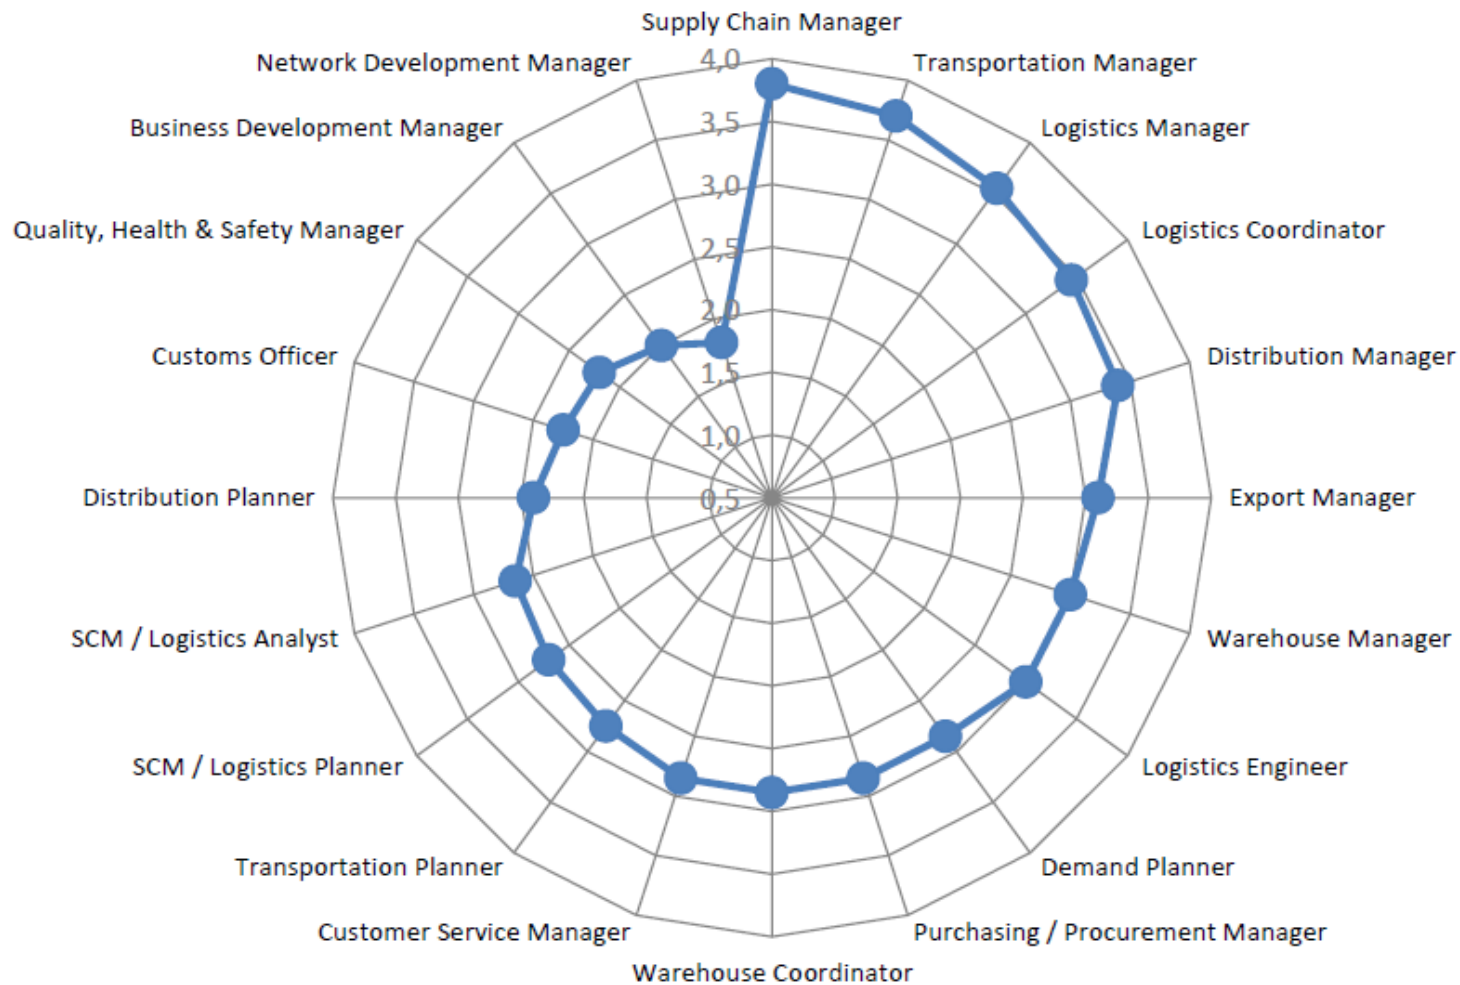 Supply Chain Manager
Network Development Manager
4,0
Transportation Manager
Business Development Manager
3,5
Logistics Manager
3,0
Quality, Health & Safety Manager
2,5
Logistics Coordinator
2,0
Customs Officer
1,5
Distribution Manager
1,0
Distribution Planner
0,5
Export Manager
SCM / Logistics Analyst
Warehouse Manager
SCM / Logistics Planner
Logistics Engineer
Transportation Planner
Demand Planner
Customer Service Manager
Purchasing / Procurement Manager
Warehouse Coordinator